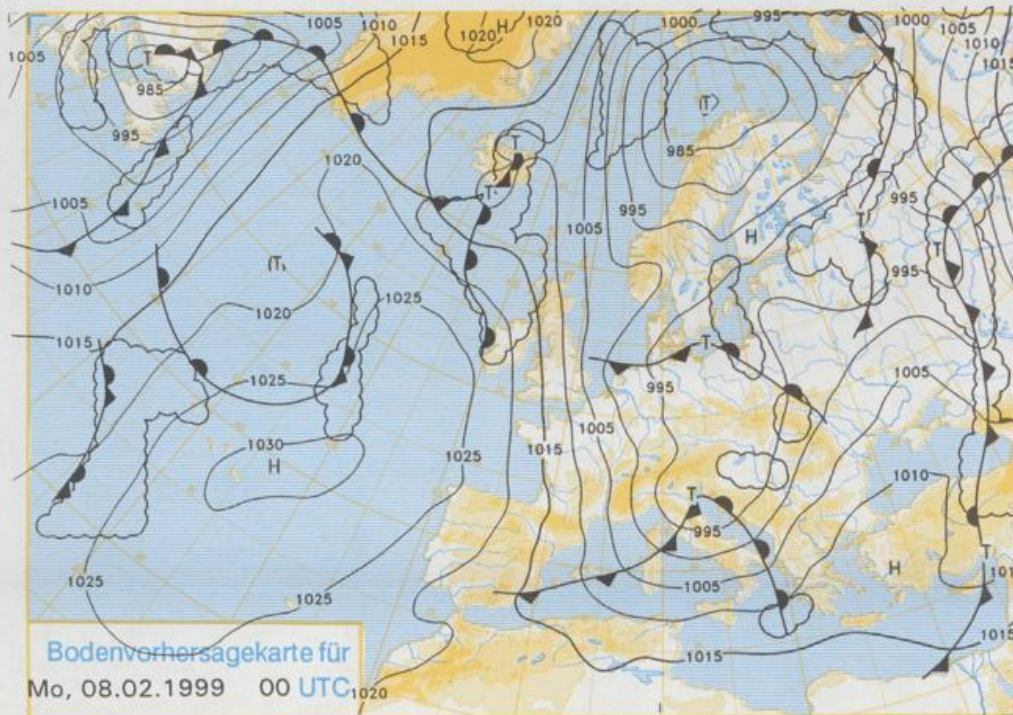 1005 1010 1015 1020 H 1020 1000 995 1000 1005 1010 1015
1005 T 985 995
(T) 985
T 1020 T
1005 995 1005 H T 995 T
(T) 995
1010 1020 1025
1015 T
1025 995 1005
1030 1005 1015
H 1025 1010
T 995
T
1025 1025 1005 1005 H
1015 1015
Bodenvorhersagekarte für
Mo, 08.02.1999 00 UTC
1020